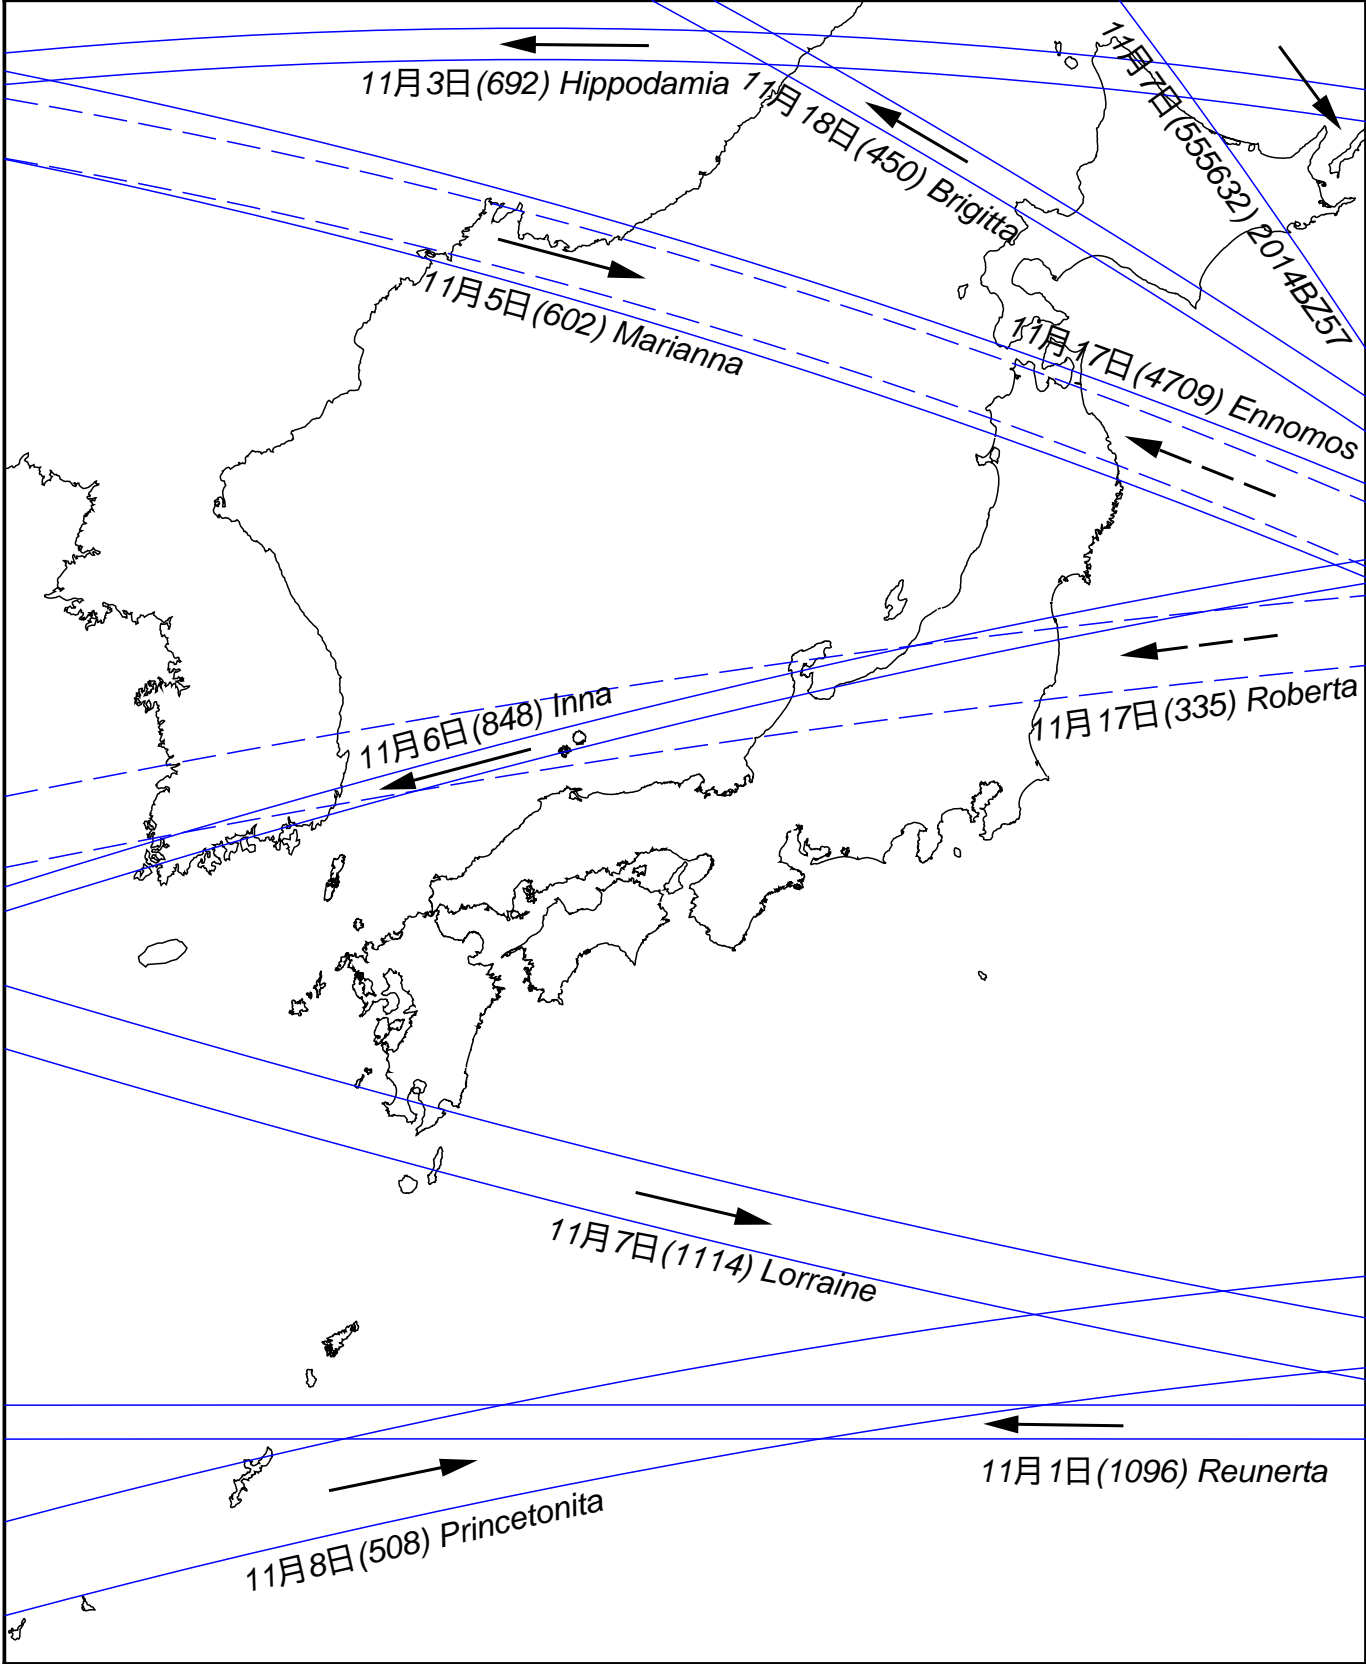 11月3日(692) Hippodamia
11月18日(450) Brigitta
11月7日(555632) 2014BZ57
11月5日(602) Marianna
11月17日(4709) Ennomos
11月6日(848) Inna
11月17日(335) Roberta
11月7日(1114) Lorraine
11月1日(1096) Reunerta
11月8日(508) Princetonita